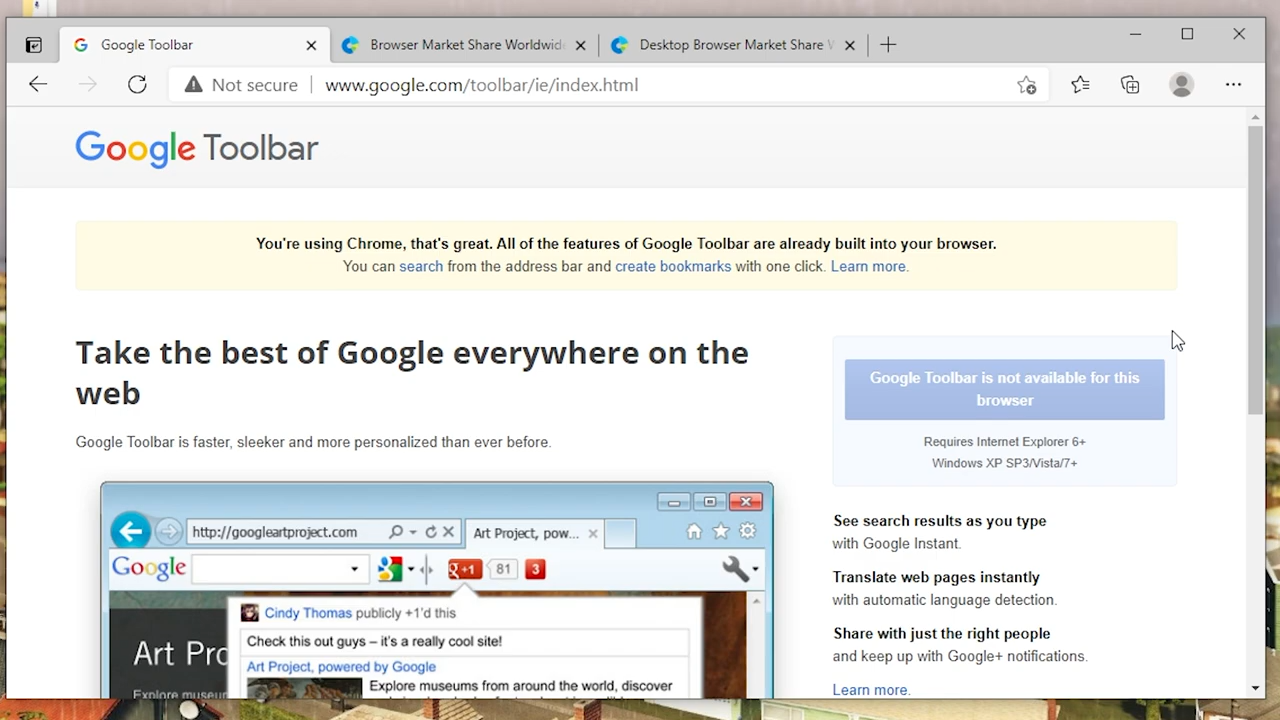 Google Toolbar
Browser Market Share Worldwid
Desktop Browser Market Share
Not secure
www.google.com/toolbar/ie/index.html
Google Toolbar
You're using Chrome, that's great. All of the features of Google Toolbar are already built into your browser.
You can search from the address bar and create bookmarks with one click. Learn more.
Take the best of Google everywhere on the
web
Google Toolbar is faster, sleeker and more personalized than ever before.
http://googleartproject.com
Art Project, pow...
Google
g+1
81
3
Cindy Thomas publicly +1'd this
Check this out guys – it's a really cool site!
Art Project, powered by Google
Explore museums from around the world, discover
Art Pro
Explore museum
Google Toolbar is not available for this
browser
Requires Internet Explorer 6+
Windows XP SP3/Vista/7+
See search results as you type
with Google Instant.
Translate web pages instantly
with automatic language detection.
Share with just the right people
and keep up with Google+ notifications.
Learn more.